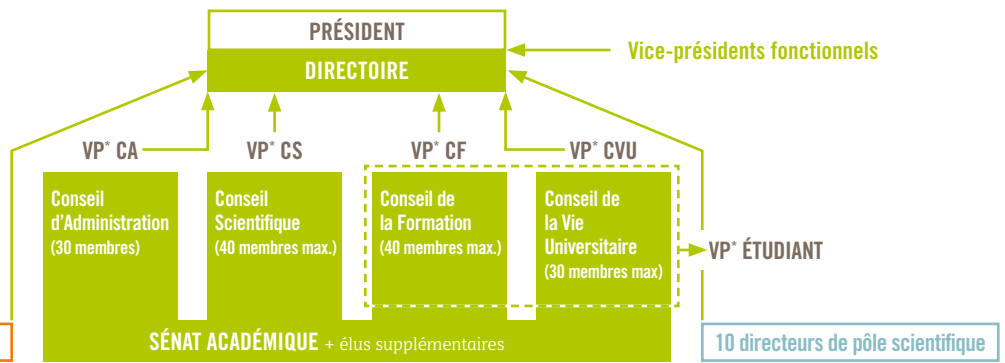 PRÉSIDENT
DIRECTOIRE
Vice-présidents fonctionnels
VP* CA
VP* CS
VP* CF
VP* CVU
Conseil
d'Administration
(30 membres)
Conseil
Scientifique
(40 membres max.)
Conseil de
la Formation
(40 membres max.)
Conseil de
la Vie
Universitaire
(30 membres max)
VP* ÉTUDIANT
SÉNAT ACADÉMIQUE + élus supplémentaires
10 directeurs de pôle scientifique